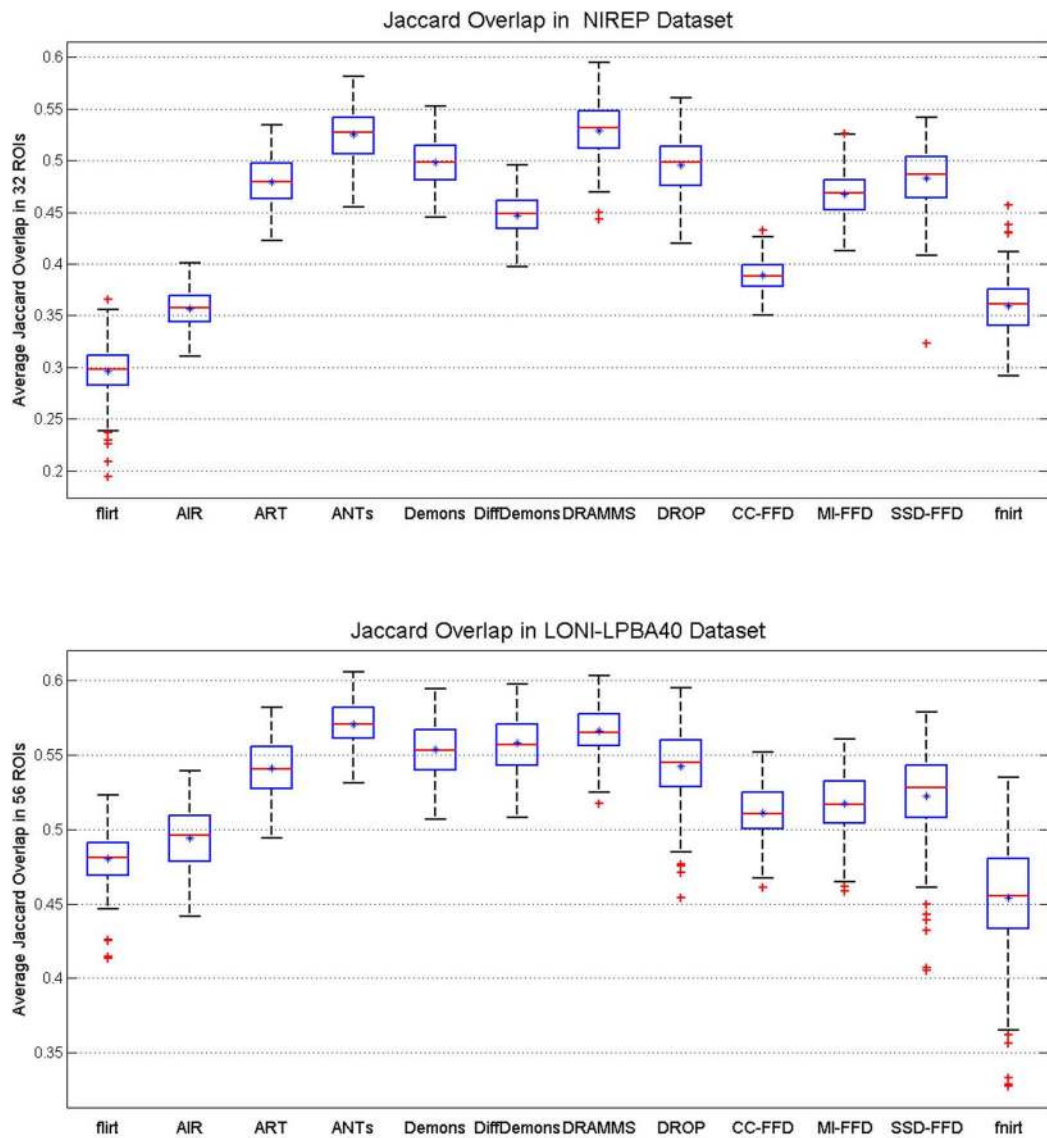 Jaccard Overlap in NIREP Dataset
Average Jaccard Overlap in 32 ROIs
0.6
0.55
0.5
0.45
0.4
0.35
0.3
0.25
0.2
flirt AIR ART ANTs Demons DiffDemons DRAMMS DROP CC-FFD MI-FFD SSD-FFD fnirt
Jaccard Overlap in LONI-LPBA40 Dataset
Average Jaccard Overlap in 56 ROIs
0.6
0.55
0.5
0.45
0.4
0.35
flirt AIR ART ANTs Demons DiffDemons DRAMMS DROP CC-FFD MI-FFD SSD-FFD fnirt